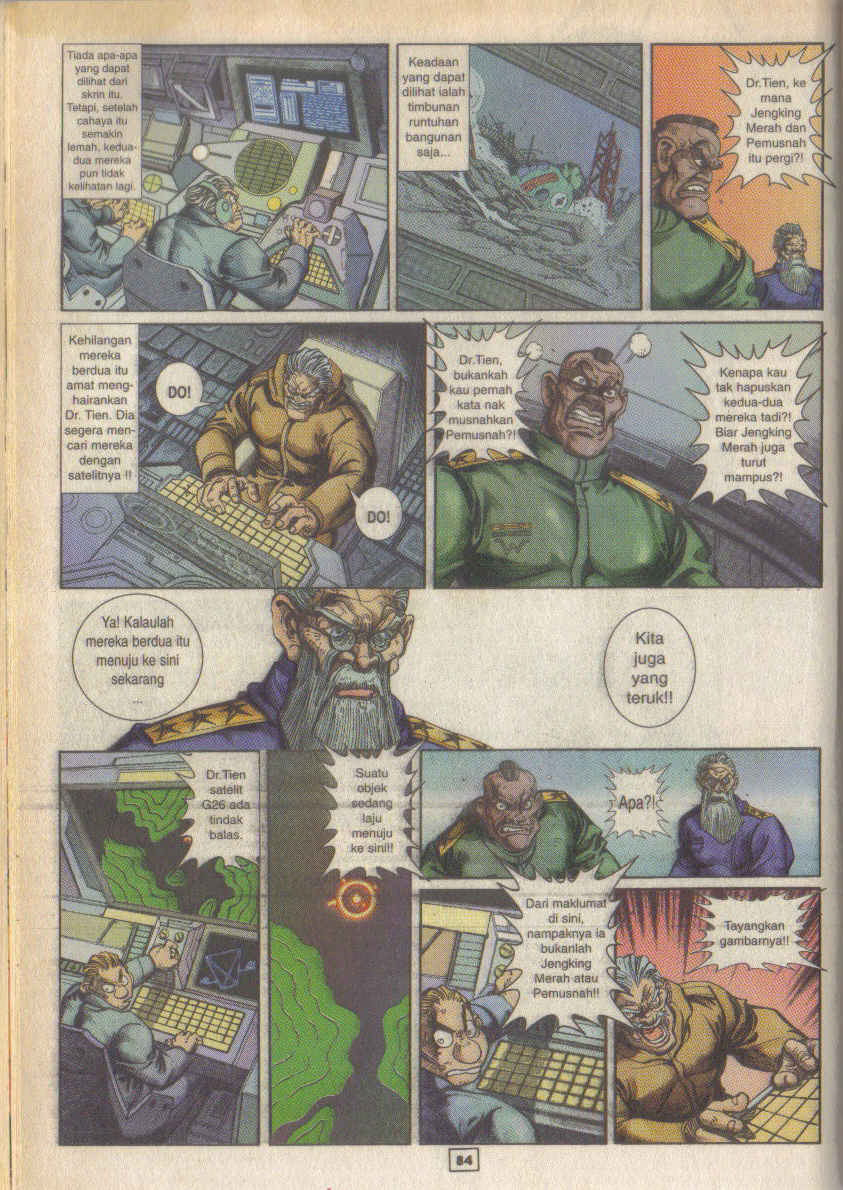 Tiada apa-apa
yang dapat
dilihat dari
skrin itu.
Tetapi, setelah
cahaya itu
semakin
lemah, kedua-
dua mereka
pun tidak
kelihatan lagi.
Keadaan
yang dapat
dilihat ialah
timbunan
runtuhan
bangunan
saja...
Dr.Tien, ke
mana
Jengking
Merah dan
Pemusnah
itu pergi?!
Kehilangan
mereka
berdua itu
amat meng-
hairankan
Dr. Tien. Dia
segera men-
cari mereka
dengan
satelitnya !!
DO!
DO!
Dr.Tien,
bukankah
kau pernah
kata nak
musnahkan
Pemusnah?!
Kenapa kau
tak hapuskan
kedua-dua
mereka tadi?!
Biar Jengking
Merah juga
turut
mampus?!
Ya! Kalaulah
mereka berdua itu
menuju ke sini
sekarang
...
Kita
juga
yang
teruk!!
Dr.Tien
satelit
G26 ada
tindak
balas.
Suatu
objek
sedang
laju
menuju
ke sini!!
Apa?!
Dari maklumat
di sini,
nampaknya ia
bukanlah
Jengking
Merah atau
Pemusnah!!
Tayangkan
gambarnya!!
84